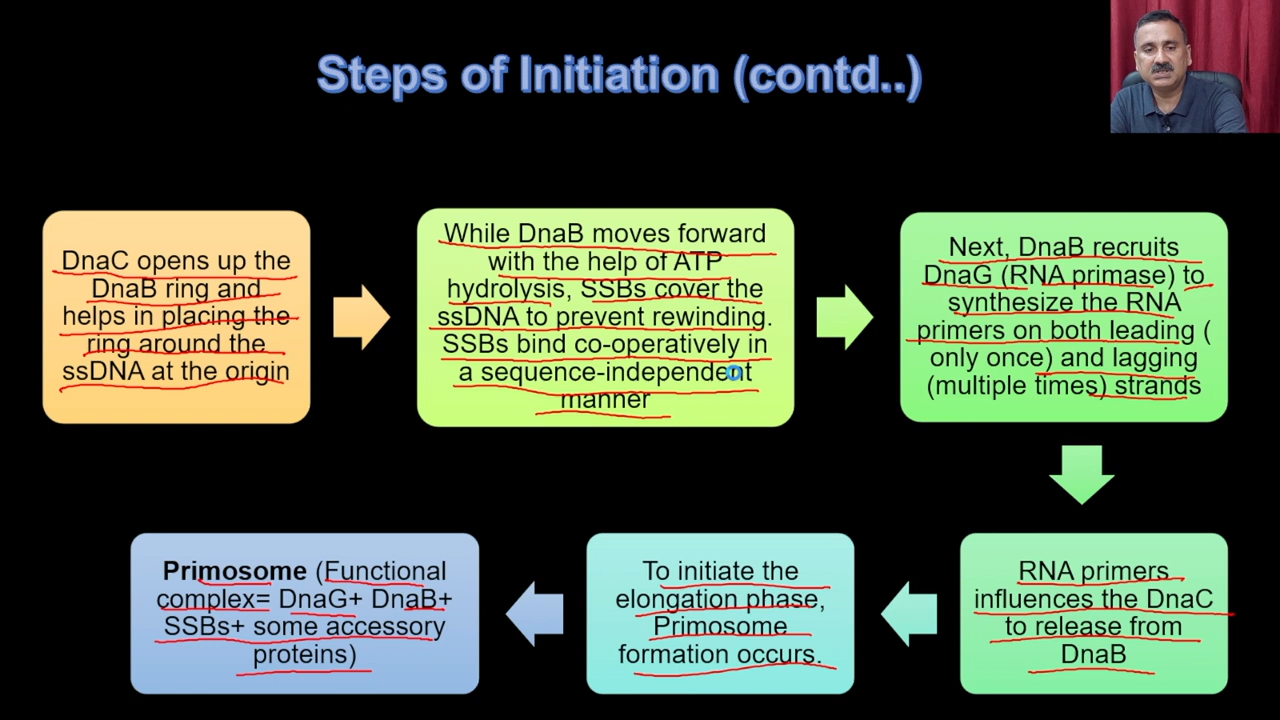 Steps of Initiation (contd..)
DnaC opens up the
DnaB ring and
helps in placing the
ring around the
ssDNA at the origin
While DnaB moves forward
with the help of ATP
hydrolysis, SSBs cover the
ssDNA to prevent rewinding.
SSBs bind co-operatively in
a sequence-independent
manner
Next, DnaB recruits
DnaG (RNA primase) to
synthesize the RNA
primers on both leading (
only once) and lagging
(multiple times) strands
RNA primers
influences the DnaC
to release from
DnaB
To initiate the
elongation phase,
Primosome
formation occurs.
Primosome (Functional
complex= DnaG+ DnaB+
SSBs+ some accessory
proteins)